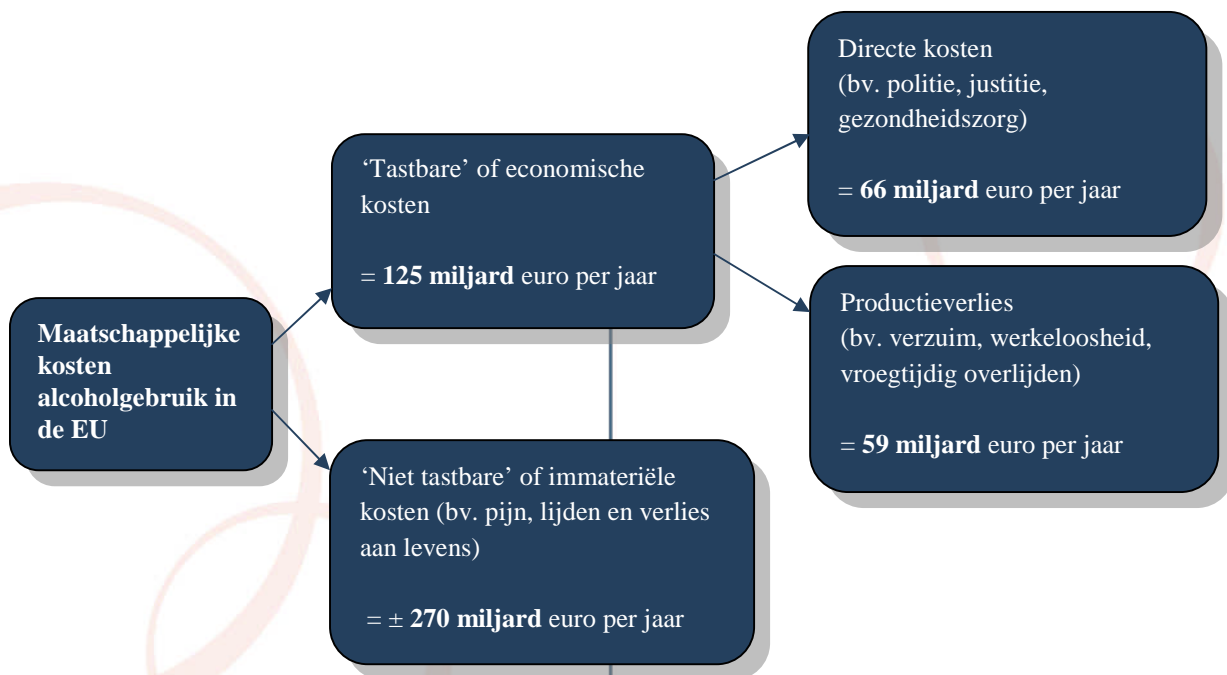 Maatschappelijke
kosten
alcoholgebruik in
de EU
‘Tastbare’ of economische
kosten
= 125 miljard euro per jaar
‘Niet tastbare’ of immateriële
kosten (bv. pijn, lijden en verlies
aan levens)
= ± 270 miljard euro per jaar
Directe kosten
(bv. politie, justitie,
gezondheidszorg)
= 66 miljard euro per jaar
Productieverlies
(bv. verzuim, werkeloosheid,
vroegtijdig overlijden)
= 59 miljard euro per jaar